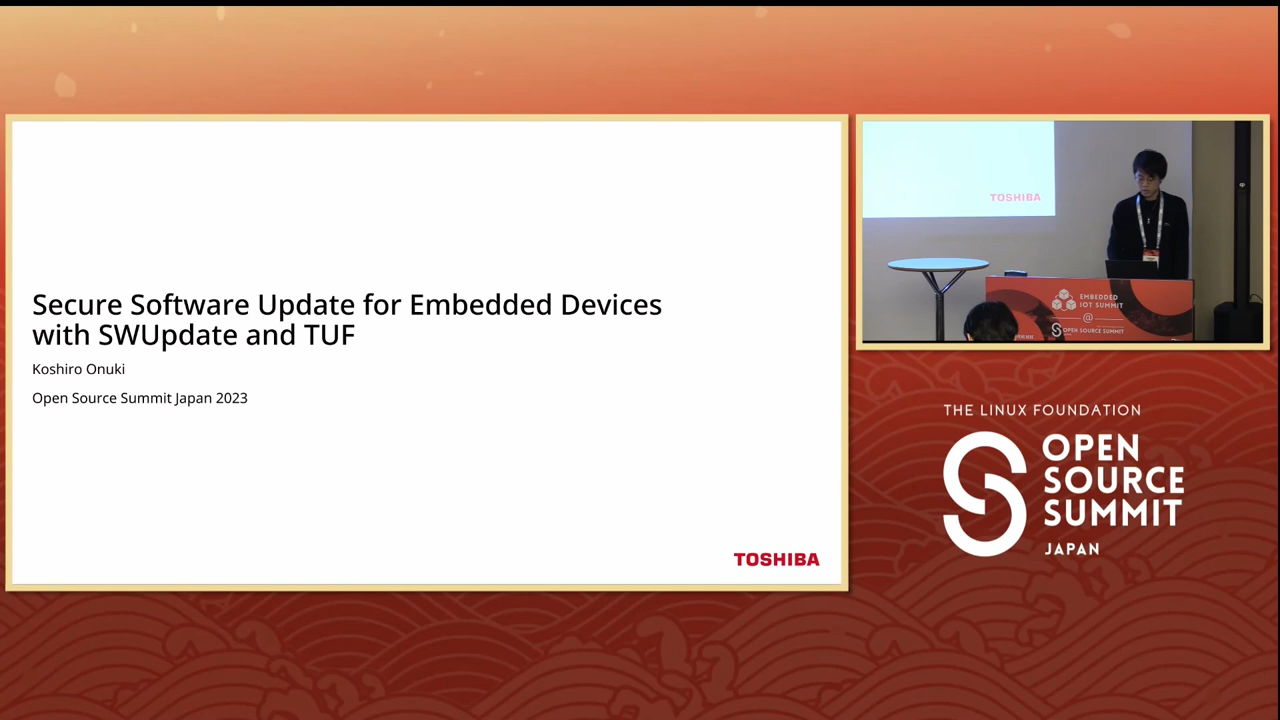 Secure Software Update for Embedded Devices
with SWUpdate and TUF
Koshiro Onuki
Open Source Summit Japan 2023
TOSHIBA
TOSHIBA
EMBEDDED
IOT SUMMIT
@
OPEN SOURCE SUMMIT
THE LINUX FOUNDATION
OPEN
SOURCE
SUMMIT
JAPAN